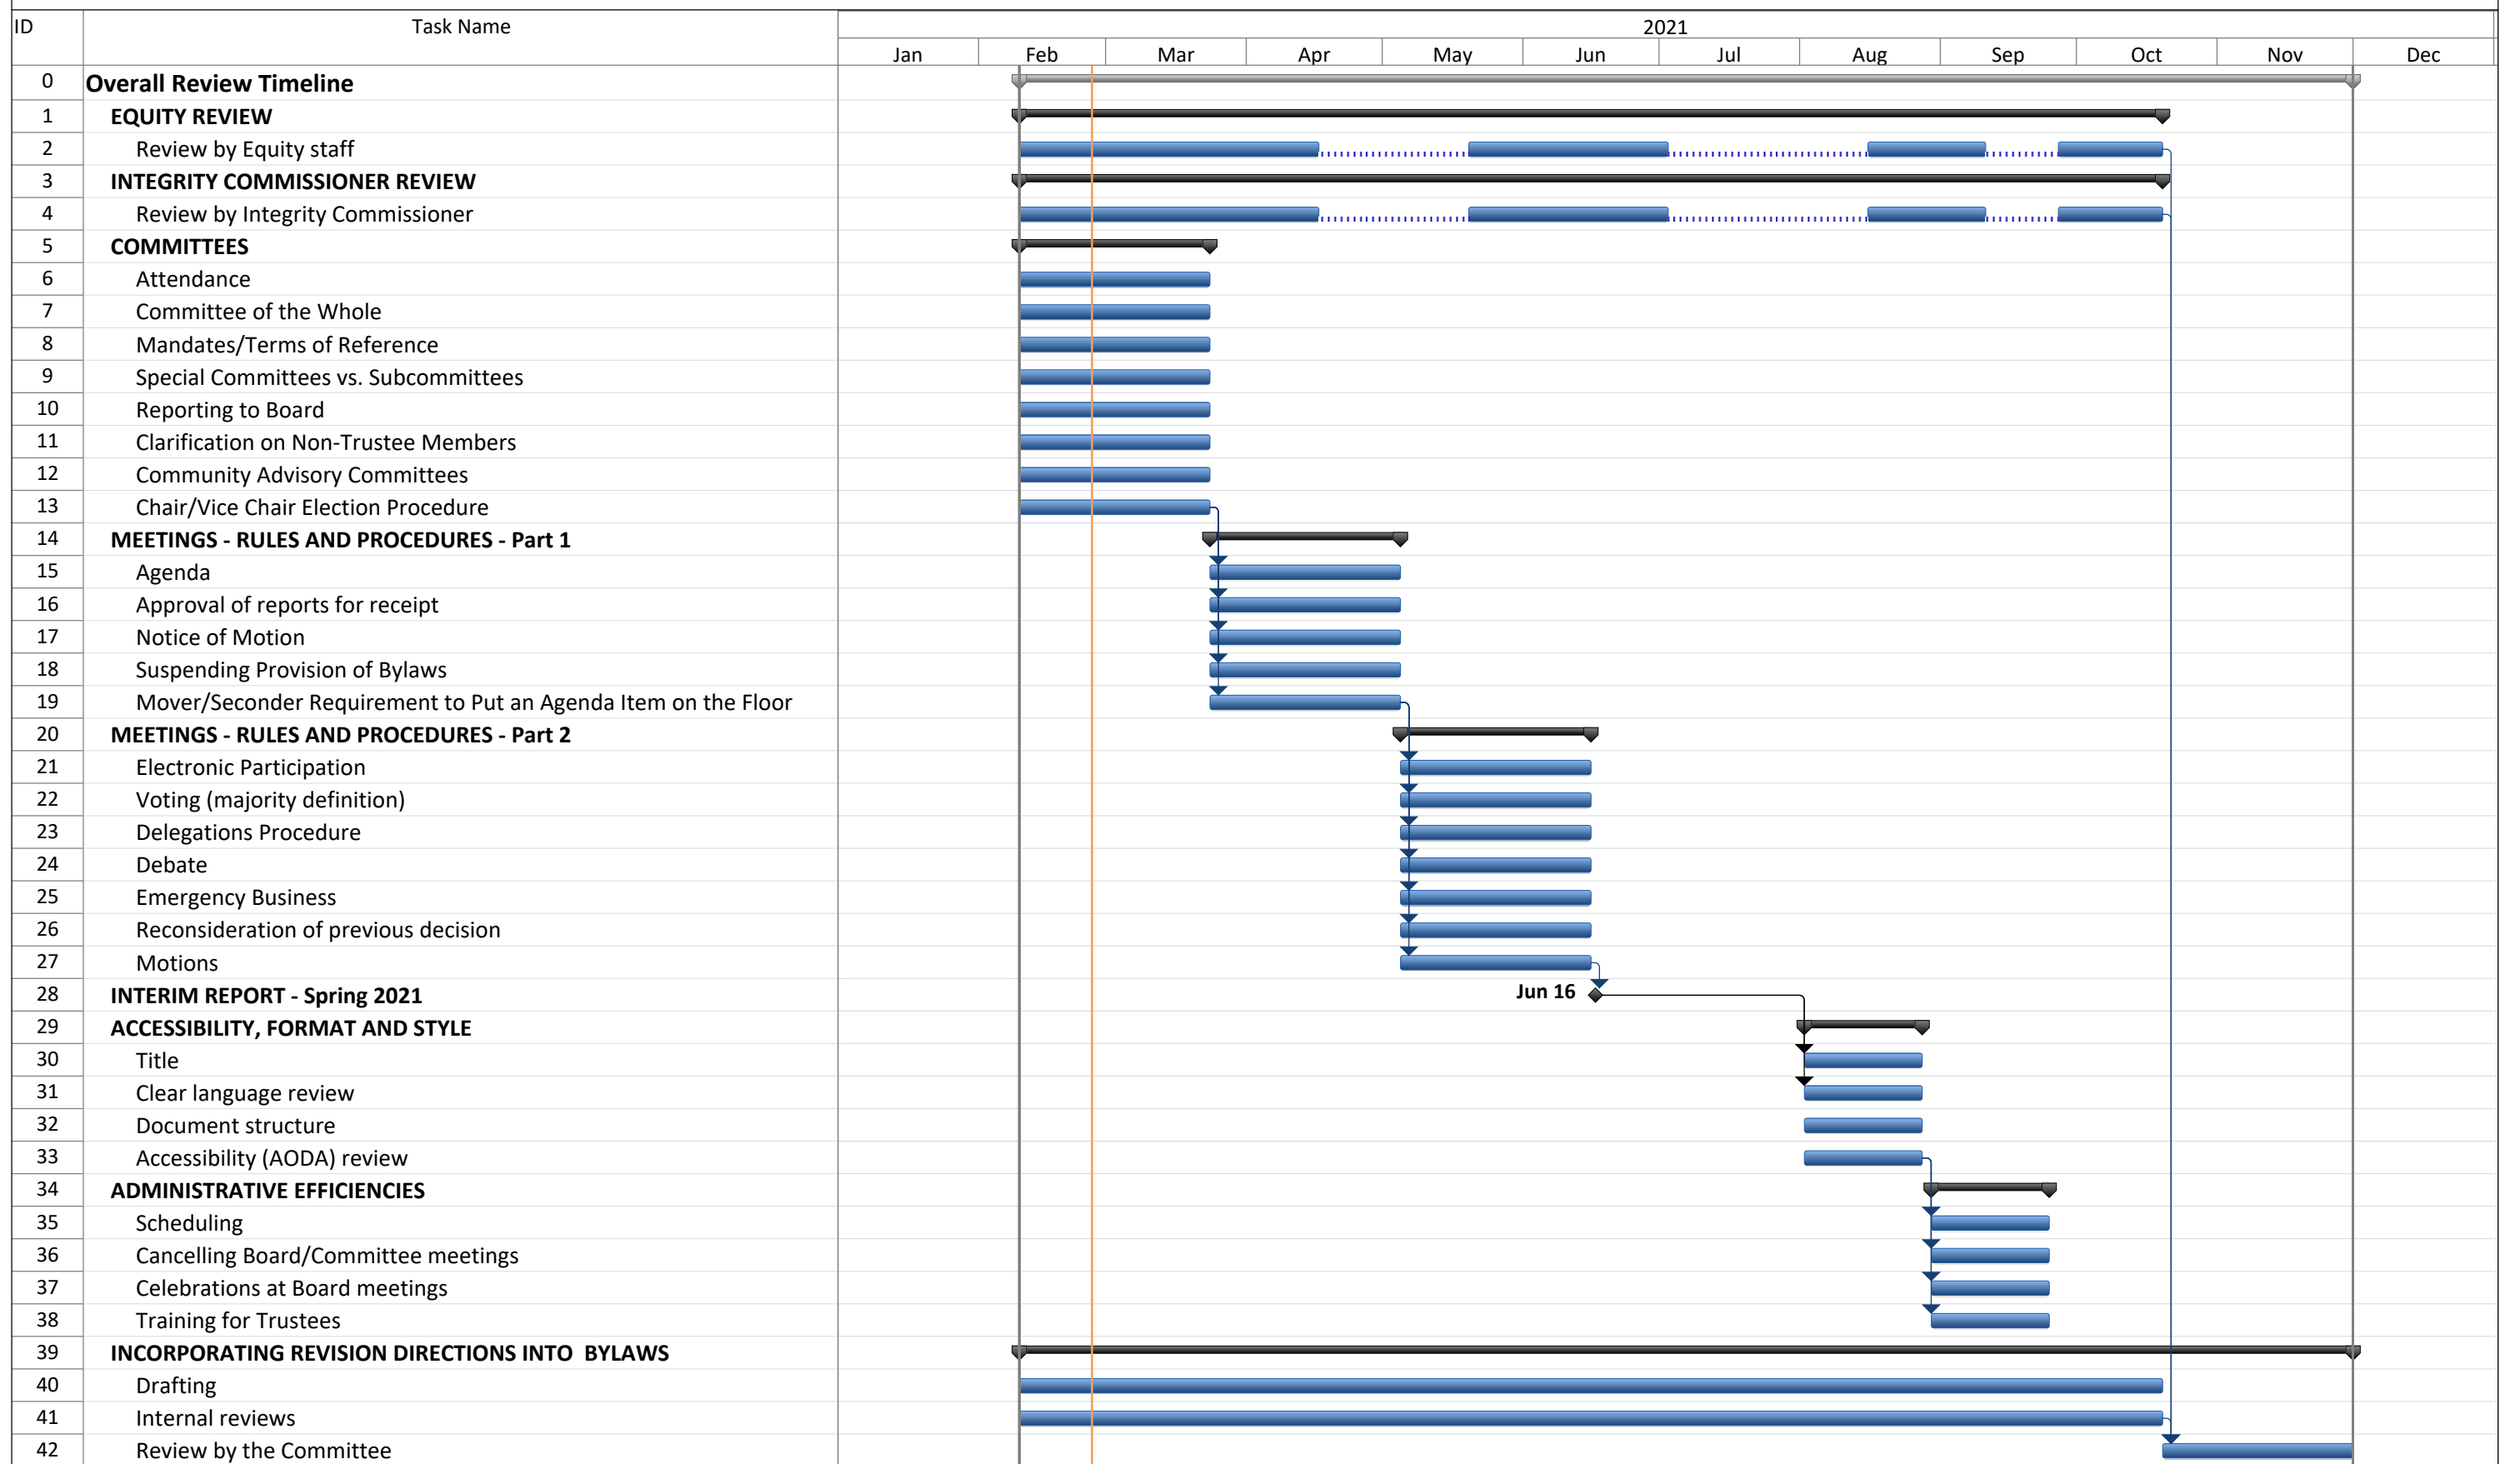 ID Task Name 2021
Jan Feb Mar Apr May Jun Jul Aug Sep Oct Nov Dec
0 Overall Review Timeline
1 EQUITY REVIEW
2 Review by Equity staff
3 INTEGRITY COMMISSIONER REVIEW
4 Review by Integrity Commissioner
5 COMMITTEES
6 Attendance
7 Committee of the Whole
8 Mandates/Terms of Reference
9 Special Committees vs. Subcommittees
10 Reporting to Board
11 Clarification on Non-Trustee Members
12 Community Advisory Committees
13 Chair/Vice Chair Election Procedure
14 MEETINGS - RULES AND PROCEDURES - Part 1
15 Agenda
16 Approval of reports for receipt
17 Notice of Motion
18 Suspending Provision of Bylaws
19 Mover/Seconder Requirement to Put an Agenda Item on the Floor
20 MEETINGS - RULES AND PROCEDURES - Part 2
21 Electronic Participation
22 Voting (majority definition)
23 Delegations Procedure
24 Debate
25 Emergency Business
26 Reconsideration of previous decision
27 Motions
28 INTERIM REPORT - Spring 2021 Jun 16
29 ACCESSIBILITY, FORMAT AND STYLE
30 Title
31 Clear language review
32 Document structure
33 Accessibility (AODA) review
34 ADMINISTRATIVE EFFICIENCIES
35 Scheduling
36 Cancelling Board/Committee meetings
37 Celebrations at Board meetings
38 Training for Trustees
39 INCORPORATING REVISION DIRECTIONS INTO BYLAWS
40 Drafting
41 Internal reviews
42 Review by the Committee